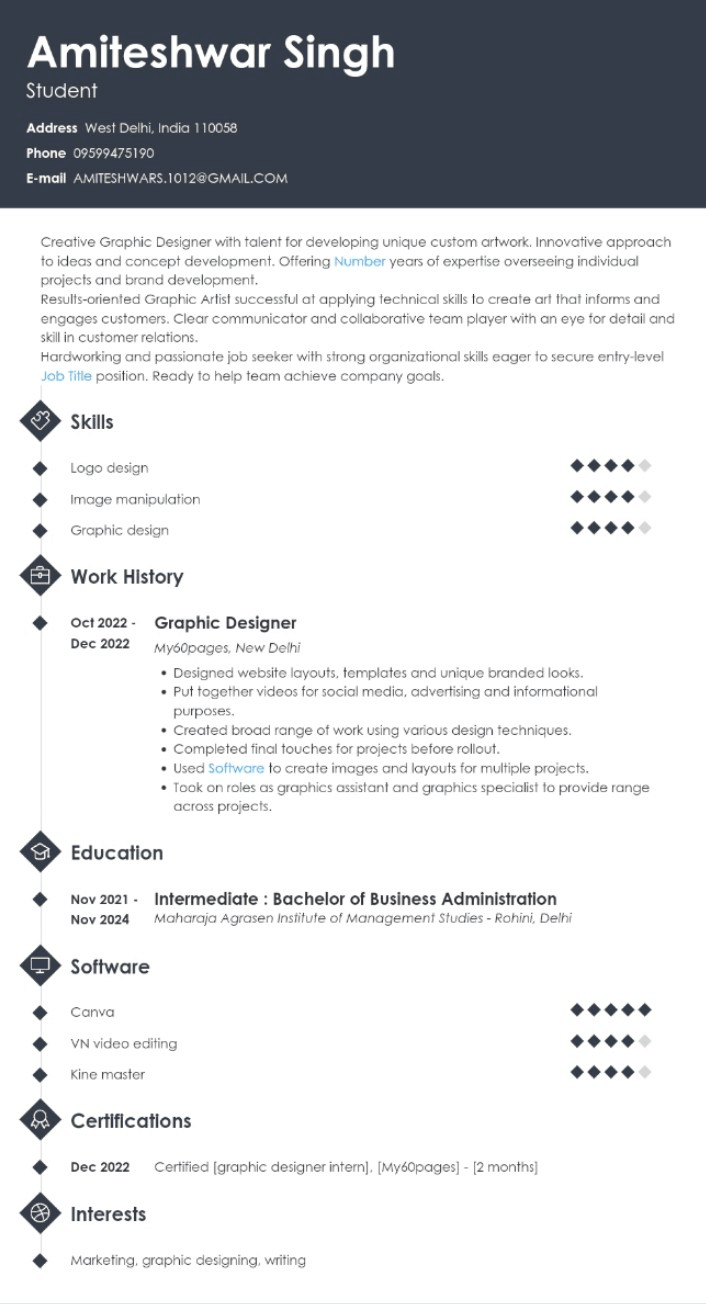 Amiteshwar Singh
Student
Address West Delhi, India 110058
Phone 09599475190
E-mail AMITESHWARS.1012@GMAIL.COM
Creative Graphic Designer with talent for developing unique custom artwork. Innovative approach
to ideas and concept development. Offering Number years of expertise overseeing individual
projects and brand development.
Results-oriented Graphic Artist successful at applying technical skills to create art that informs and
engages customers. Clear communicator and collaborative team player with an eye for detail and
skill in customer relations.
Hardworking and passionate job seeker with strong organizational skills eager to secure entry-level
Job Title position. Ready to help team achieve company goals.
Skills
Logo design
Image manipulation
Graphic design
Work History
Oct 2022 -
Dec 2022
Graphic Designer
My60pages, New Delhi
• Designed website layouts, templates and unique branded looks.
• Put together videos for social media, advertising and informational
purposes.
• Created broad range of work using various design techniques.
• Completed final touches for projects before rollout.
• Used Software to create images and layouts for multiple projects.
• Took on roles as graphics assistant and graphics specialist to provide range
across projects.
Education
Nov 2021 -
Nov 2024
Intermediate : Bachelor of Business Administration
Maharaja Agrasen Institute of Management Studies - Rohini, Delhi
Software
Canva
VN video editing
Kine master
Certifications
Dec 2022 Certified [graphic designer intern], [My60pages] - [2 months]
Interests
Marketing, graphic designing, writing